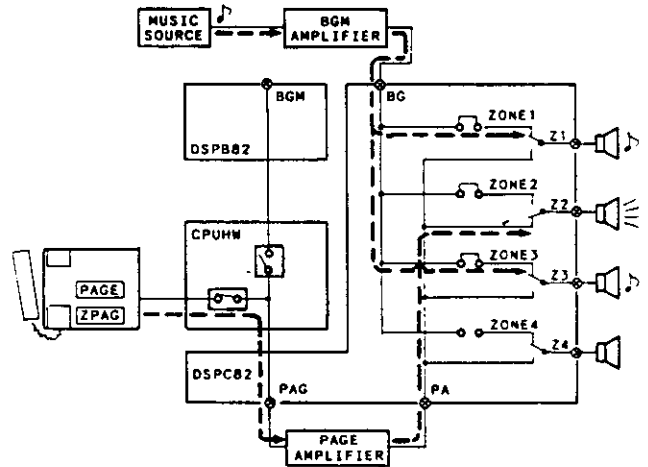 MUSIC
SOURCE
BGM
AMPLIFIER
BGM
BG
DSPB82
ZONE1
Z1
ZONE2
Z2
CPUHW
ZONE3
Z3
PAGE
ZPAG
ZONE4
Z4
DSPC82
PAG
PA
PAGE
AMPLIFIER